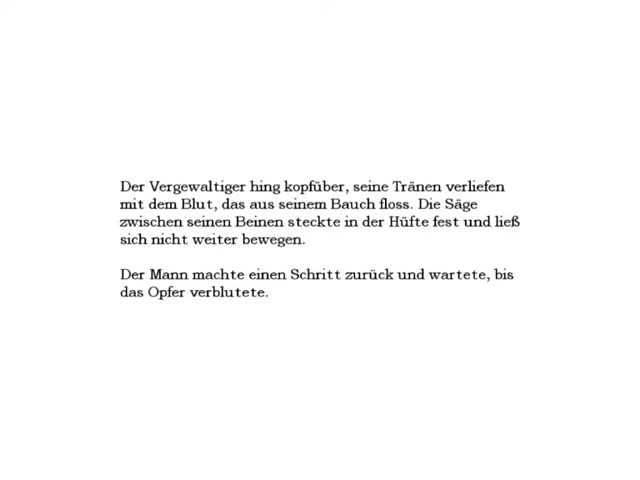 Der Vergewaltiger hing kopfüber, seine Tränen verliefen
mit dem Blut, das aus seinem Bauch floss. Die Säge
zwischen seinen Beinen steckte in der Hüfte fest und ließ
sich nicht weiter bewegen.
Der Mann machte einen Schritt zurück und wartete, bis
das Opfer verblutete.